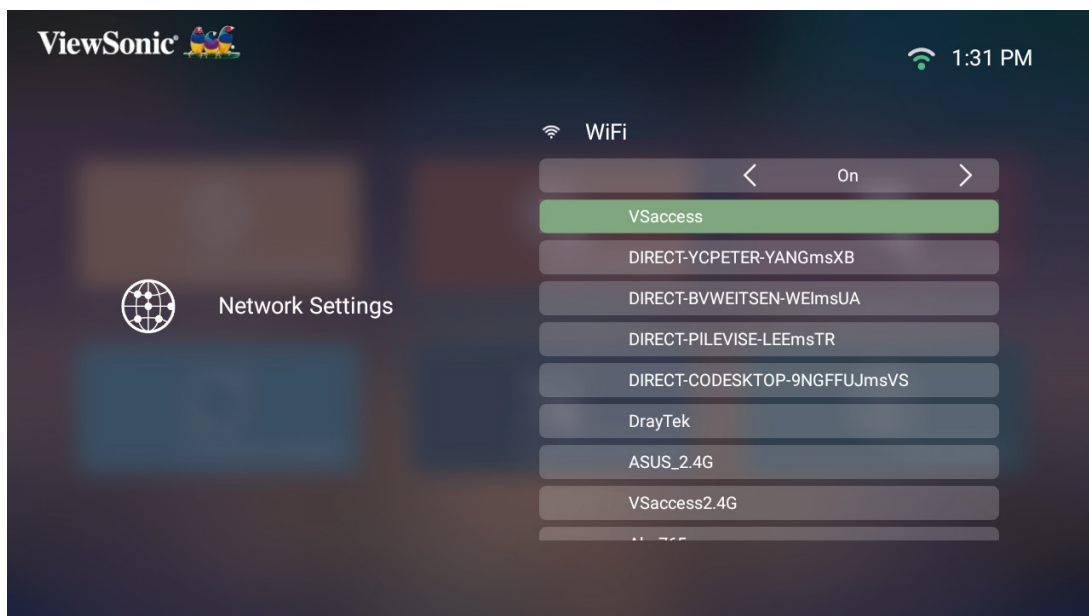 ViewSonic
1:31 PM
WiFi
On
VSaccess
DIRECT-YCPETER-YANGmsXB
DIRECT-BVWEITSEN-WEImsUA
Network Settings
DIRECT-PILEVISE-LEEmsTR
DIRECT-CODESKTOP-9NGFFUJmsVS
DrayTek
ASUS_2.4G
VSaccess2.4G